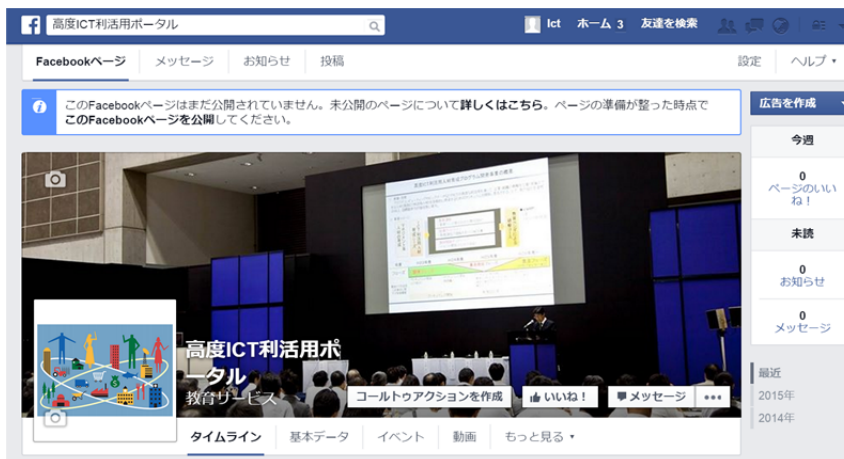 高度ICT利活用ポータル
Ict ホーム 3 友達を検索
Facebookページ メッセージ お知らせ 投稿 設定 ヘルプ
このFacebookページはまだ公開されていません。未公開のページについて詳しくはこちら。ページの準備が整った時点で
このFacebookページを公開してください。
広告を作成
今週
0
ページのいい
ね！
未読
0
お知らせ
0
メッセージ
最近
2015年
2014年
高度ICT利活用ポ
ータル
教育サービス
コールトゥアクションを作成 いいね！ メッセージ
タイムライン 基本データ イベント 動画 もっと見る